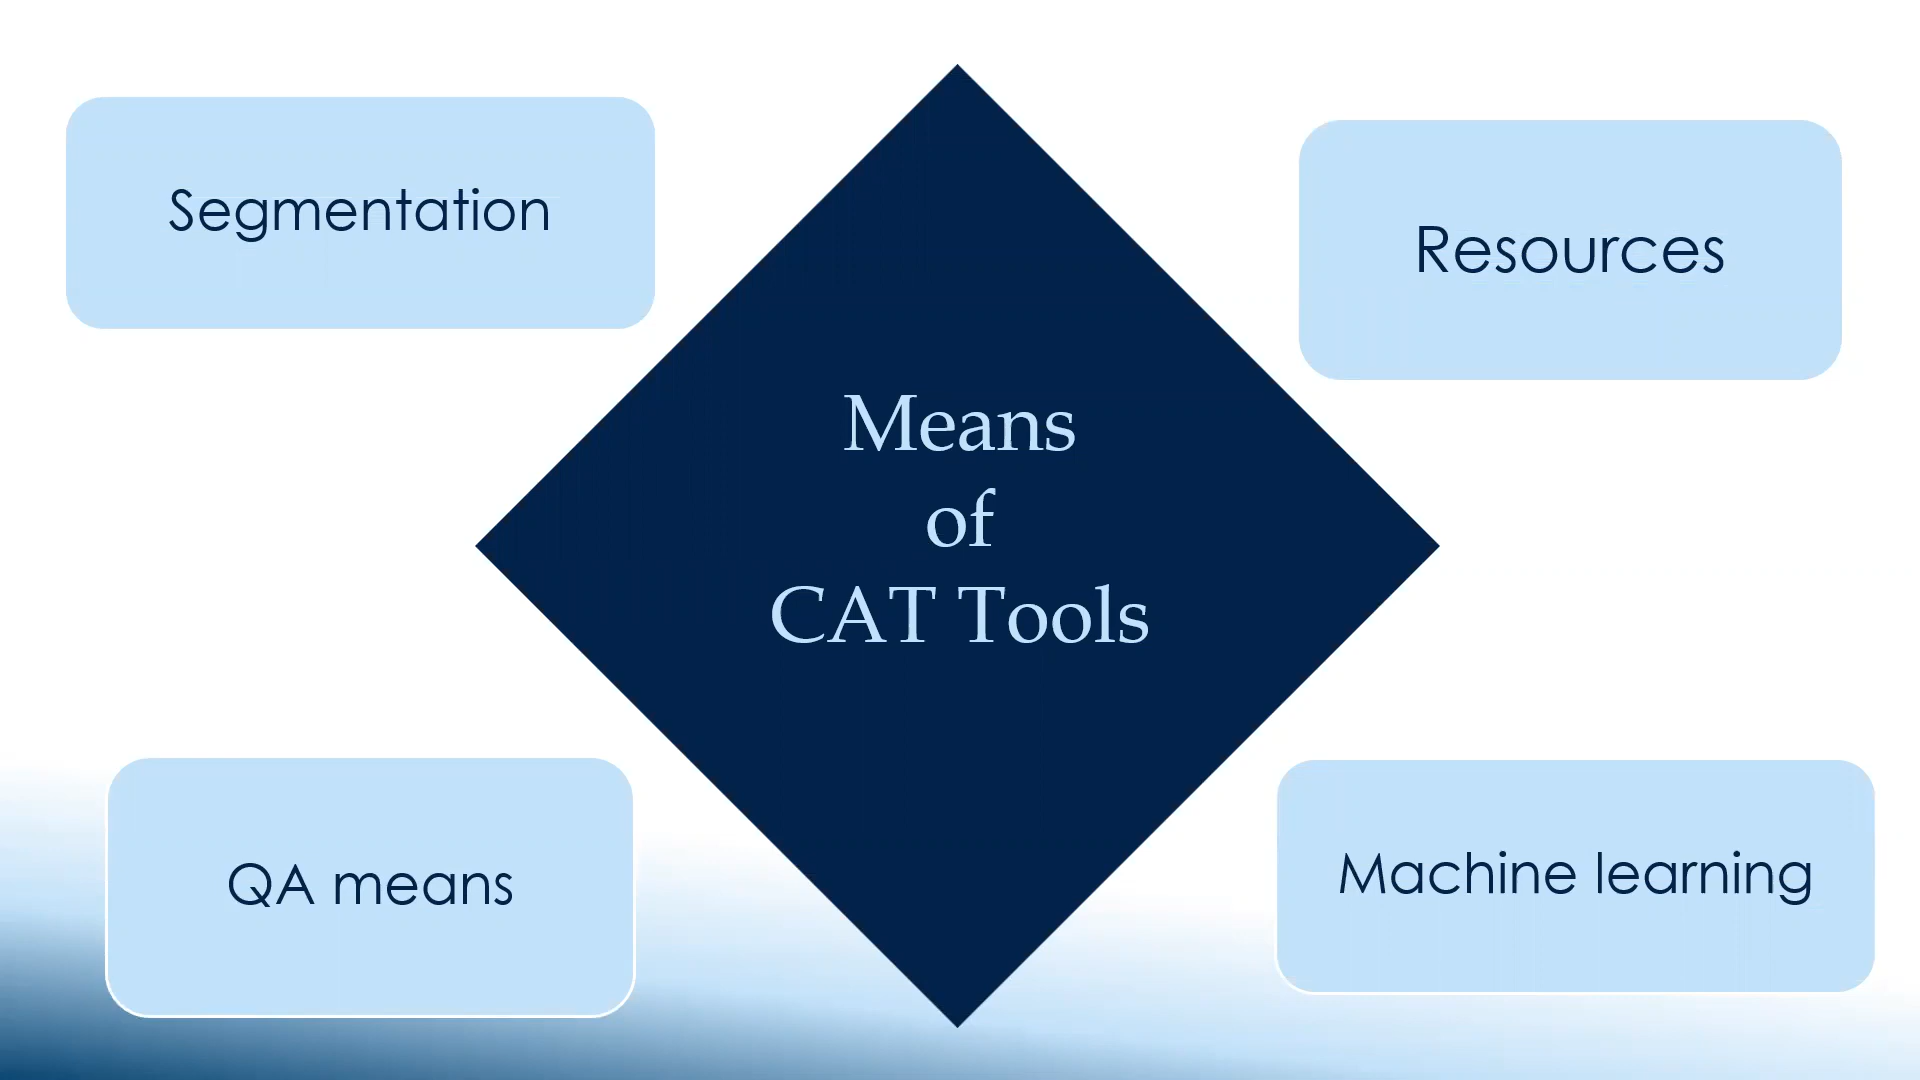 Segmentation
Resources
Means
of
CAT Tools
QA means
Machine learning